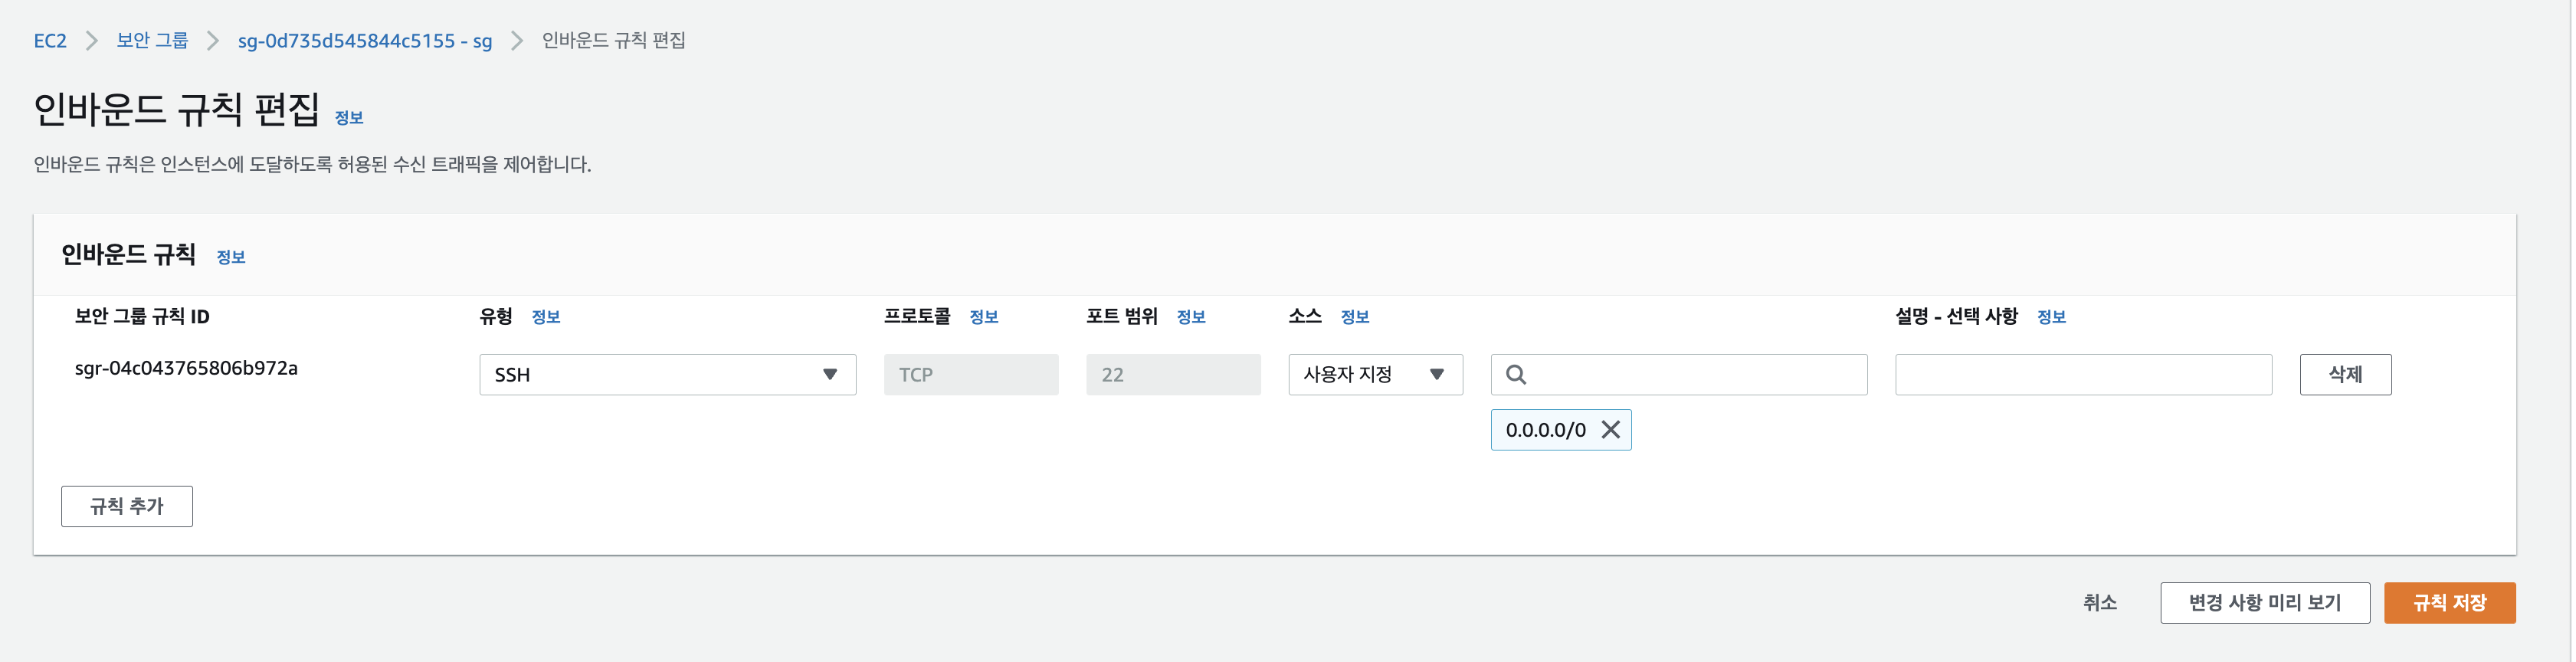 EC2 > 보안 그룹 > sg-0d735d545844c5155 - sg > 인바운드 규칙 편집
인바운드 규칙 편집 정보
인바운드 규칙은 인스턴스에 도달하도록 허용된 수신 트래픽을 제어합니다.
인바운드 규칙 정보
보안 그룹 규칙 ID 유형 정보 프로토콜 정보 포트 범위 정보 소스 정보 설명 - 선택 사항 정보
sgr-04c043765806b972a SSH TCP 22 사용자 지정 삭제
0.0.0.0/0
규칙 추가
취소 변경 사항 미리 보기 규칙 저장